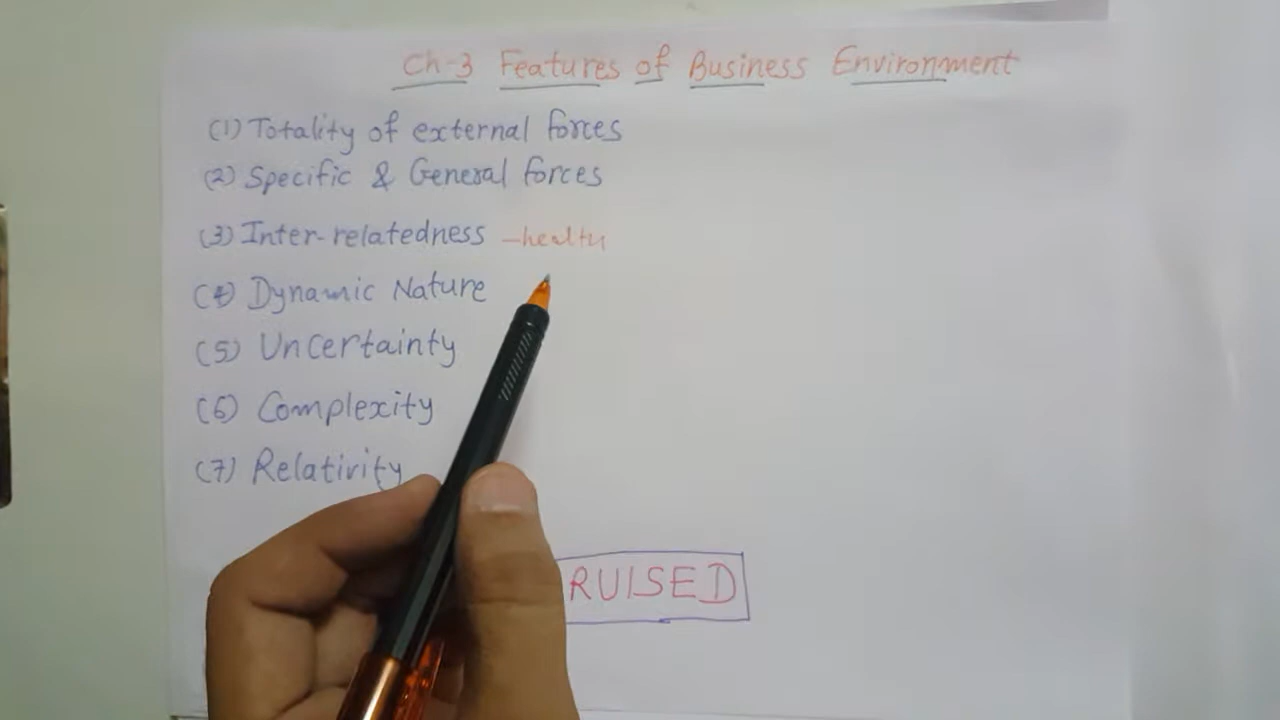 Ch-3 Features of Business Environment
(1) Totality of external forces
(2) Specific & General forces
(3) Inter-relatedness - health
(4) Dynamic Nature
(5) Uncertainty
(6) Complexity
(7) Relativity
RUISED